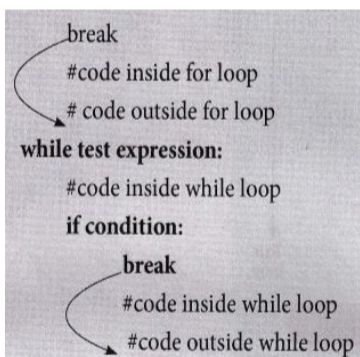 break
#code inside for loop
# code outside for loop
while test expression:
#code inside while loop
if condition:
break
#code inside while loop
#code outside while loop